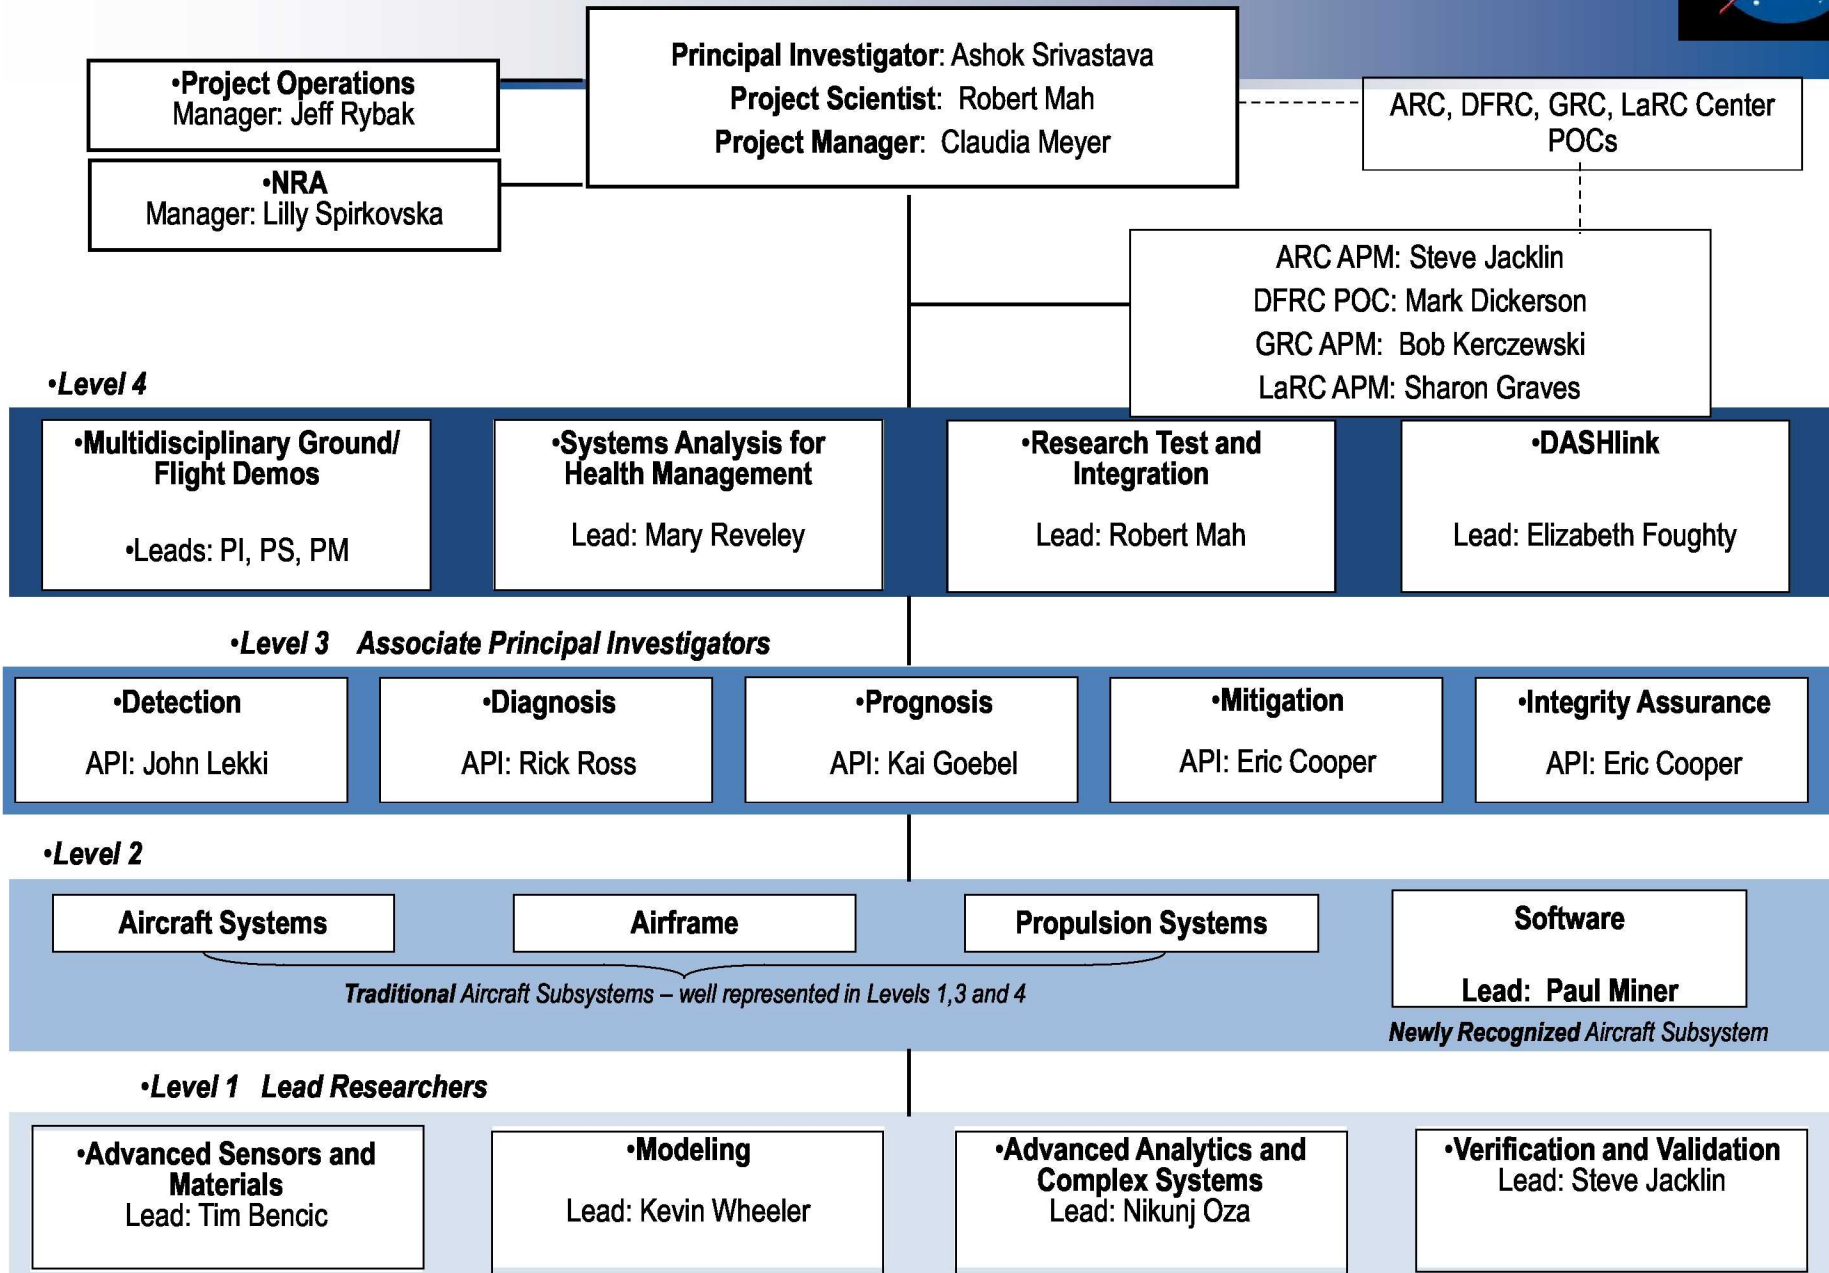 •Project Operations
Manager: Jeff Rybak
•NRA
Manager: Lilly Spirkovska
Principal Investigator: Ashok Srivastava
Project Scientist: Robert Mah
Project Manager: Claudia Meyer
ARC, DFRC, GRC, LaRC Center
POCs
ARC APM: Steve Jacklin
DFRC POC: Mark Dickerson
GRC APM: Bob Kerczewski
LaRC APM: Sharon Graves
•Level 4
•Multidisciplinary Ground/
Flight Demos
•Leads: PI, PS, PM
•Systems Analysis for
Health Management
Lead: Mary Reveley
•Research Test and
Integration
Lead: Robert Mah
•DASHlink
Lead: Elizabeth Foughty
•Level 3 Associate Principal Investigators
•Detection
API: John Lekki
•Diagnosis
API: Rick Ross
•Prognosis
API: Kai Goebel
•Mitigation
API: Eric Cooper
•Integrity Assurance
API: Eric Cooper
•Level 2
Aircraft Systems
Airframe
Propulsion Systems
Traditional Aircraft Subsystems – well represented in Levels 1,3 and 4
Software
Lead: Paul Miner
Newly Recognized Aircraft Subsystem
•Level 1 Lead Researchers
•Advanced Sensors and
Materials
Lead: Tim Bencic
•Modeling
Lead: Kevin Wheeler
•Advanced Analytics and
Complex Systems
Lead: Nikunj Oza
•Verification and Validation
Lead: Steve Jacklin